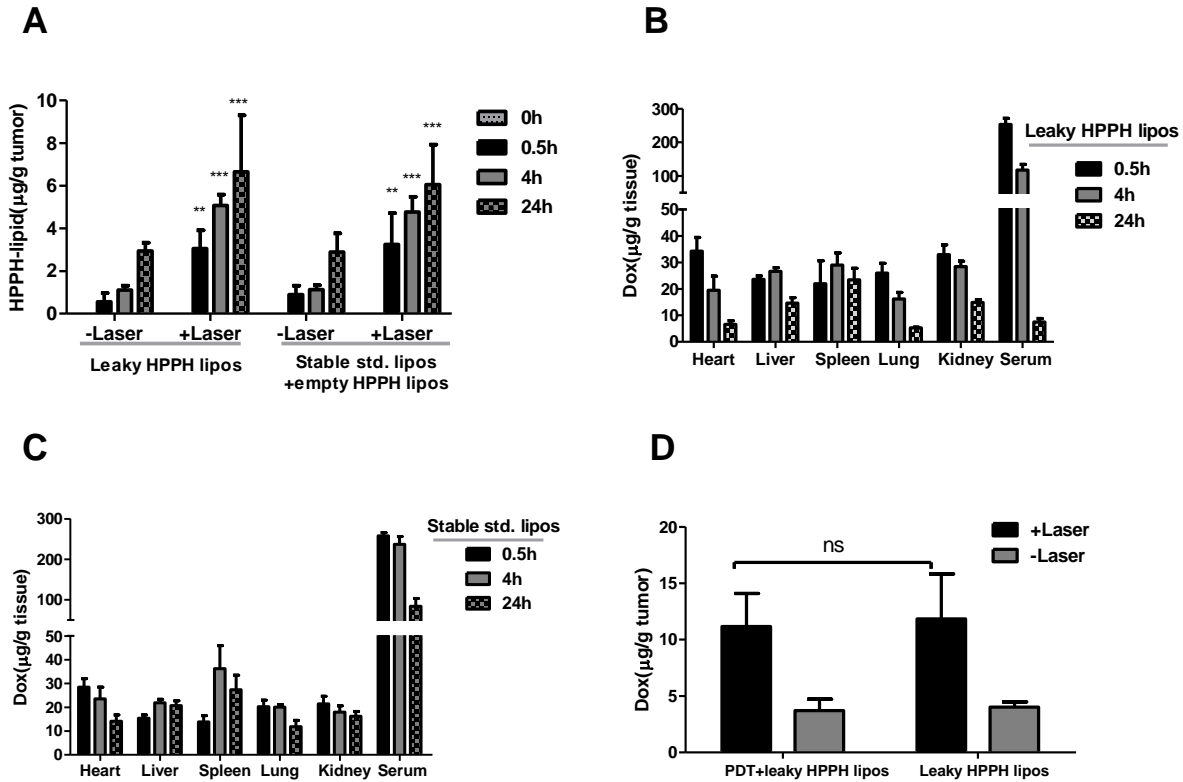 A
HPPH-lipid(μg/g tumor)
10
8
6
4
2
0
** *** ***
** *** ***
0h
0.5h
4h
24h
-Laser +Laser -Laser +Laser
Leaky HPPH lipos
Stable std. lipos
+empty HPPH lipos
B
Dox(μg/g tissue)
300
200
100
50
40
30
20
10
0
Leaky HPPH lipos
0.5h
4h
24h
Heart Liver Spleen Lung Kidney Serum
C
Dox(μg/g tissue)
300
200
100
50
40
30
20
10
0
Stable std. lipos
0.5h
4h
24h
Heart Liver Spleen Lung Kidney Serum
D
Dox(μg/g tumor)
20
15
10
5
0
ns
+Laser
-Laser
PDT+leaky HPPH lipos Leaky HPPH lipos